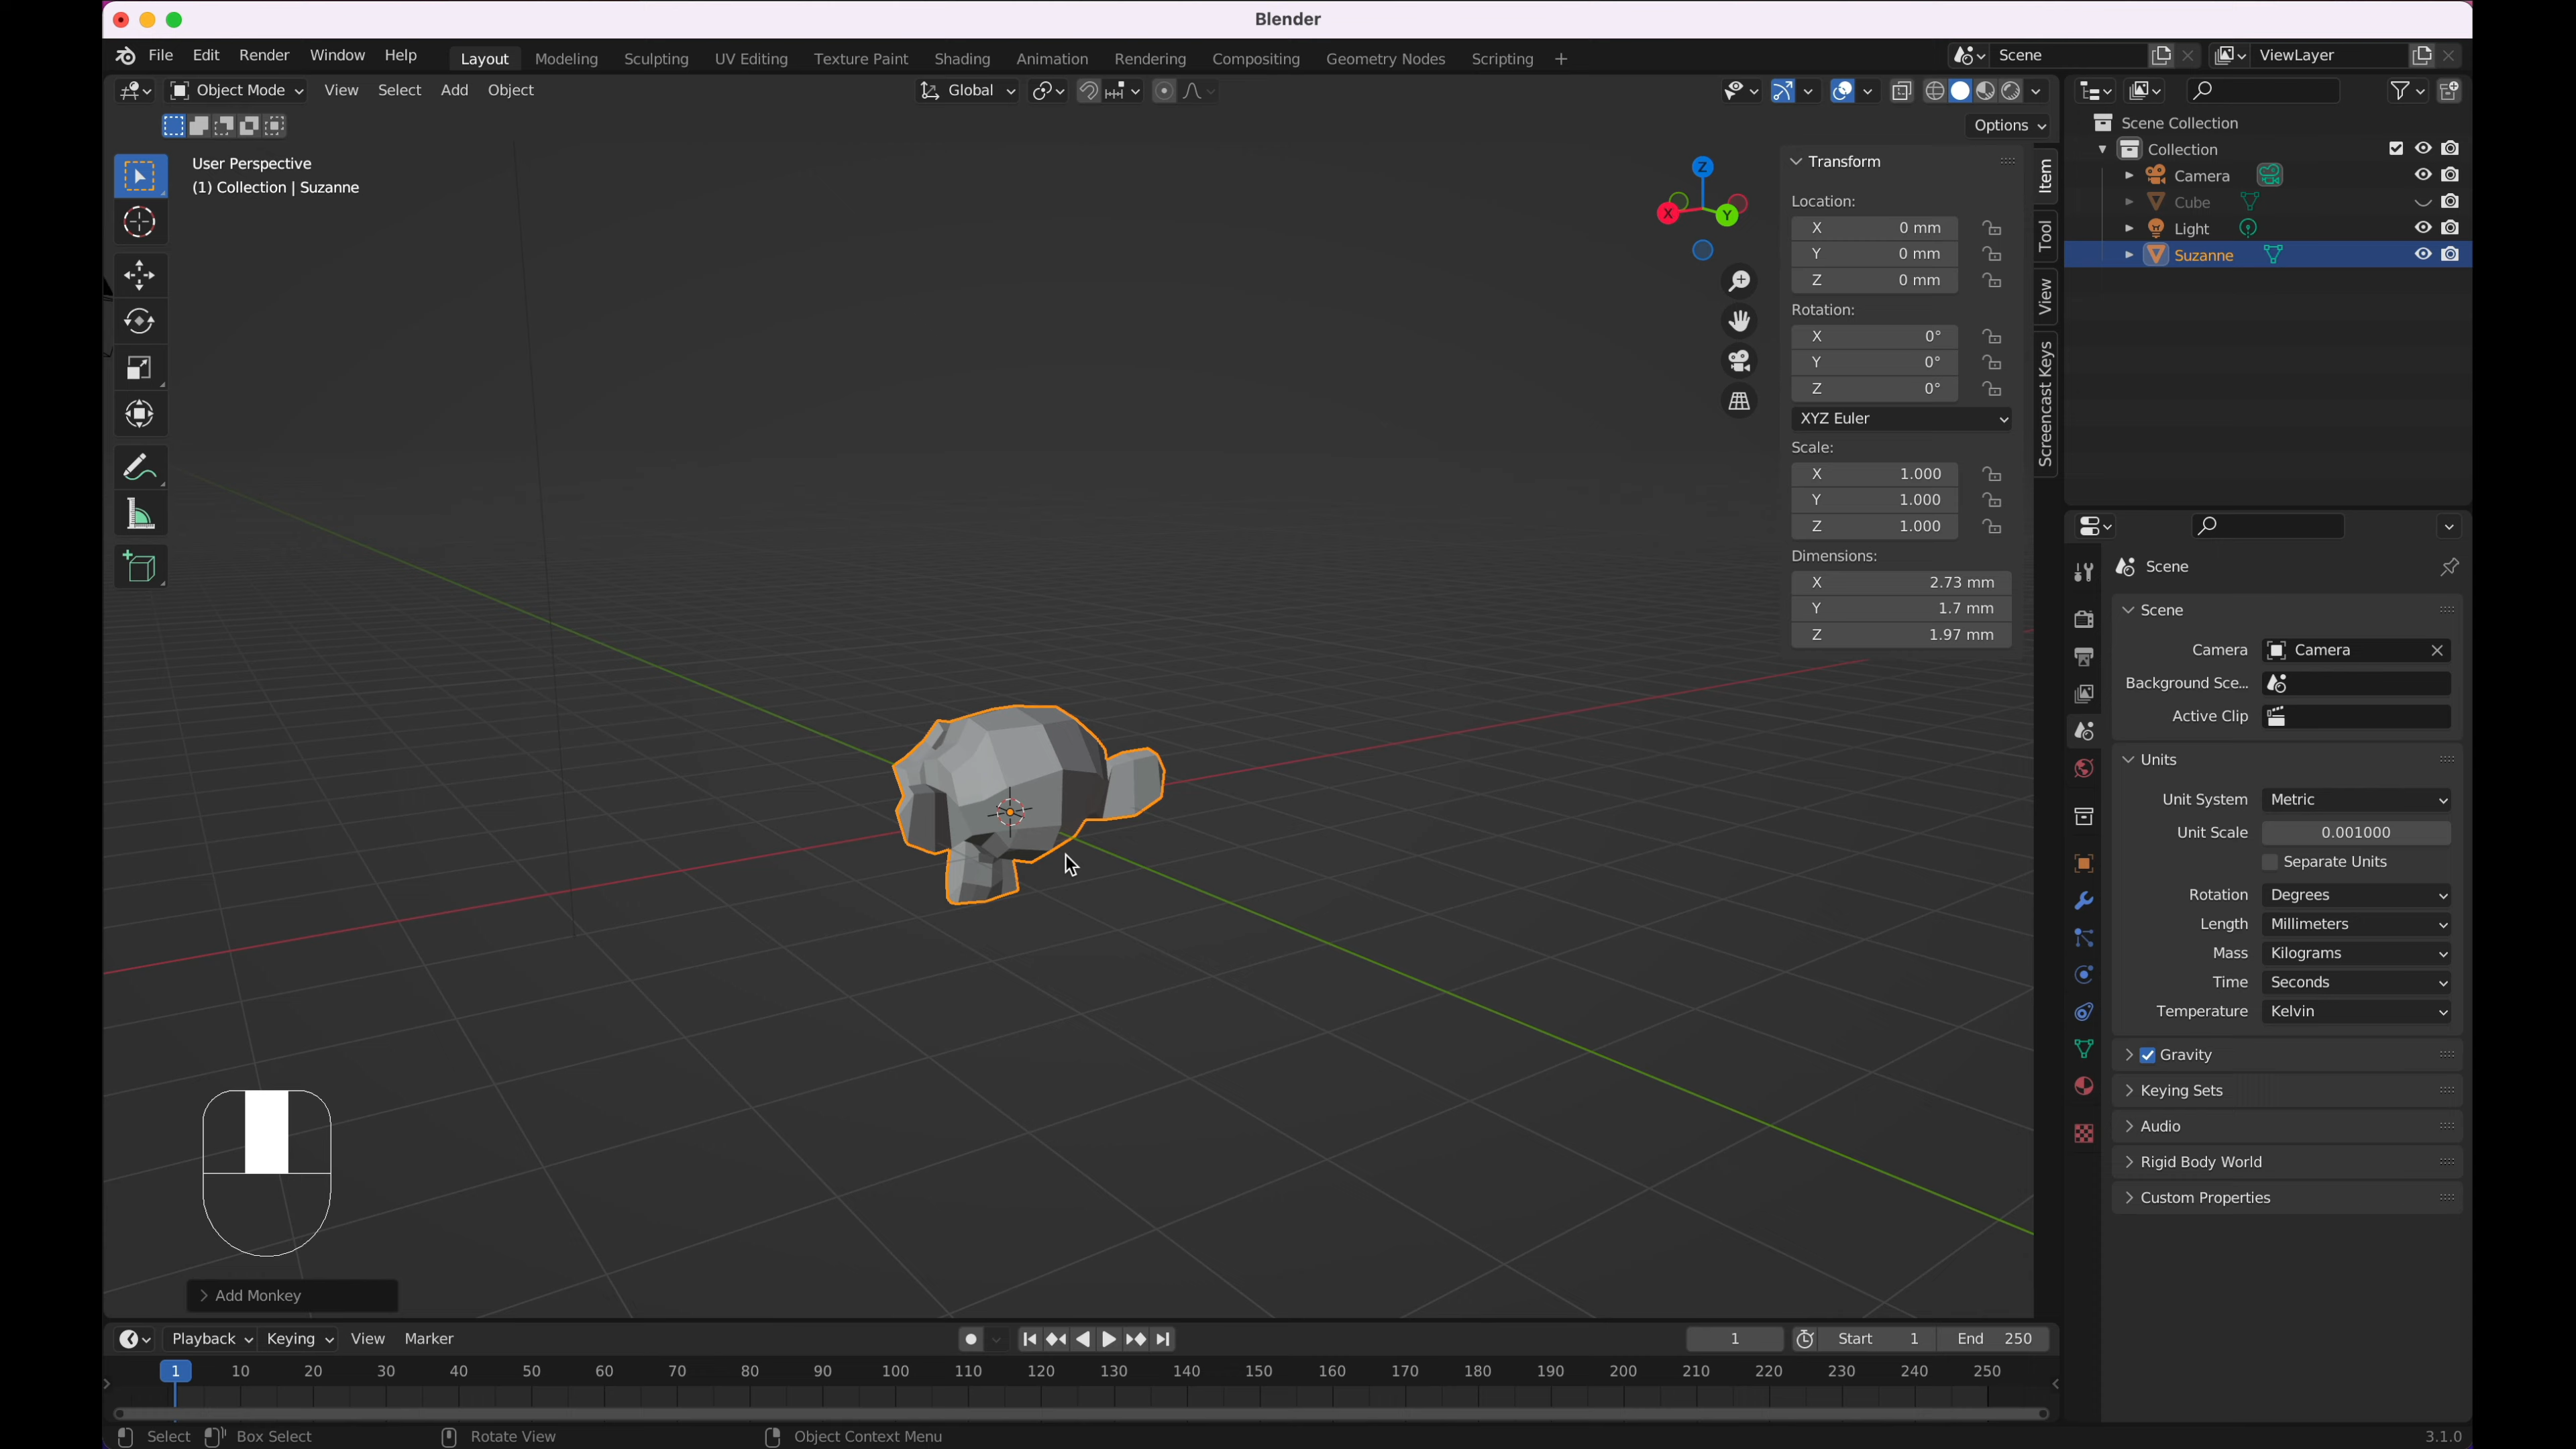 Blender
File Edit Render Window Help Layout Modeling Sculpting UV Editing Texture Paint Shading Animation Rendering Compositing Geometry Nodes Scripting + Scene ViewLayer
Object Mode View Select Add Object Global
Options
User Perspective
(1) Collection | Suzanne
Z
X
Y
Transform
Location:
X 0 mm
Y 0 mm
Z 0 mm
Rotation:
X 0°
Y 0°
Z 0°
XYZ Euler
Scale:
X 1.000
Y 1.000
Z 1.000
Dimensions:
X 2.73 mm
Y 1.7 mm
Z 1.97 mm
Item
Tool
View
Screencast Keys
Scene Collection
Collection
Camera
Cube
Light
Suzanne
Scene
Scene
Camera Camera
Background Sce...
Active Clip
Units
Unit System Metric
Unit Scale 0.001000
Separate Units
Rotation Degrees
Length Millimeters
Mass Kilograms
Time Seconds
Temperature Kelvin
Gravity
Keying Sets
Audio
Rigid Body World
Custom Properties
Add Monkey
Playback Keying View Marker 1 Start 1 End 250
1 10 20 30 40 50 60 70 80 90 100 110 120 130 140 150 160 170 180 190 200 210 220 230 240 250
Select Box Select Rotate View Object Context Menu 3.1.0